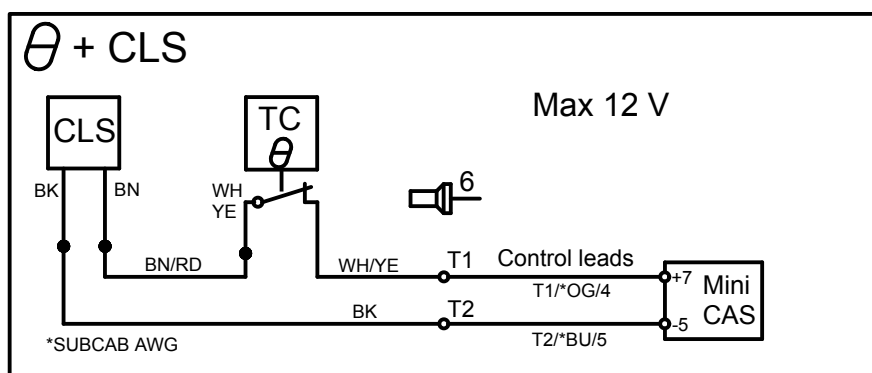 θ + CLS
Max 12 V
CLS
TC
θ
BK
BN
WH
YE
6
BN/RD
WH/YE
T1
Control leads
+7
Mini
CAS
T1/*OG/4
BK
T2
-5
T2/*BU/5
*SUBCAB AWG